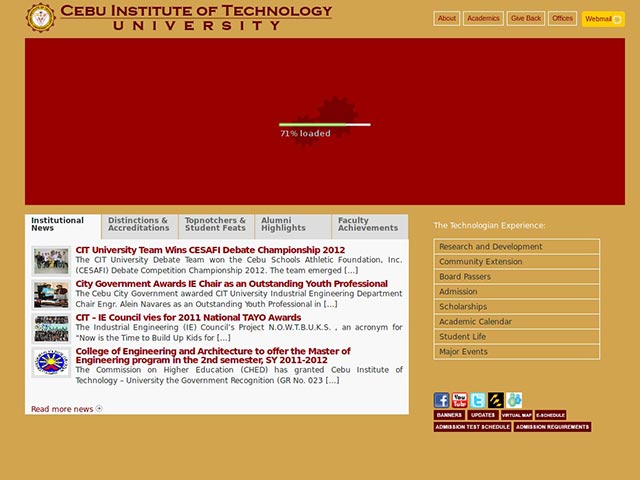 CEBU INSTITUTE OF TECHNOLOGY
UNIVERSITY
About
Academics
Give Back
Offices
Webmail
71% loaded
Institutional
News
Distinctions &
Accreditations
Topnotchers &
Student Feats
Alumni
Highlights
Faculty
Achievements
CIT University Team Wins CESAFI Debate Championship 2012
The CIT University Debate Team won the Cebu Schools Athletic Foundation, Inc.
(CESAFI) Debate Competition Championship 2012. The team emerged [...]
City Government Awards IE Chair as an Outstanding Youth Professional
The Cebu City Government awarded CIT University Industrial Engineering Department
Chair Engr. Alein Navares as an Outstanding Youth Professional in [...]
CIT – IE Council vies for 2011 National TAYO Awards
The Industrial Engineering (IE) Council's Project N.O.W.T.B.U.K.S. , an acronym for
"Now is the Time to Build Up Kids for [...]
College of Engineering and Architecture to offer the Master of
Engineering program in the 2nd semester, SY 2011-2012
The Commission on Higher Education (CHED) has granted Cebu Institute of
Technology – University the Government Recognition (GR No. 023 [...]
Read more news
The Technologian Experience:
Research and Development
Community Extension
Board Passers
Admission
Scholarships
Academic Calendar
Student Life
Major Events
You
Tube
BANNERS
UPDATES
VIRTUAL MAP
E-SCHEDULE
ADMISSION TEST SCHEDULE
ADMISSION REQUIREMENTS